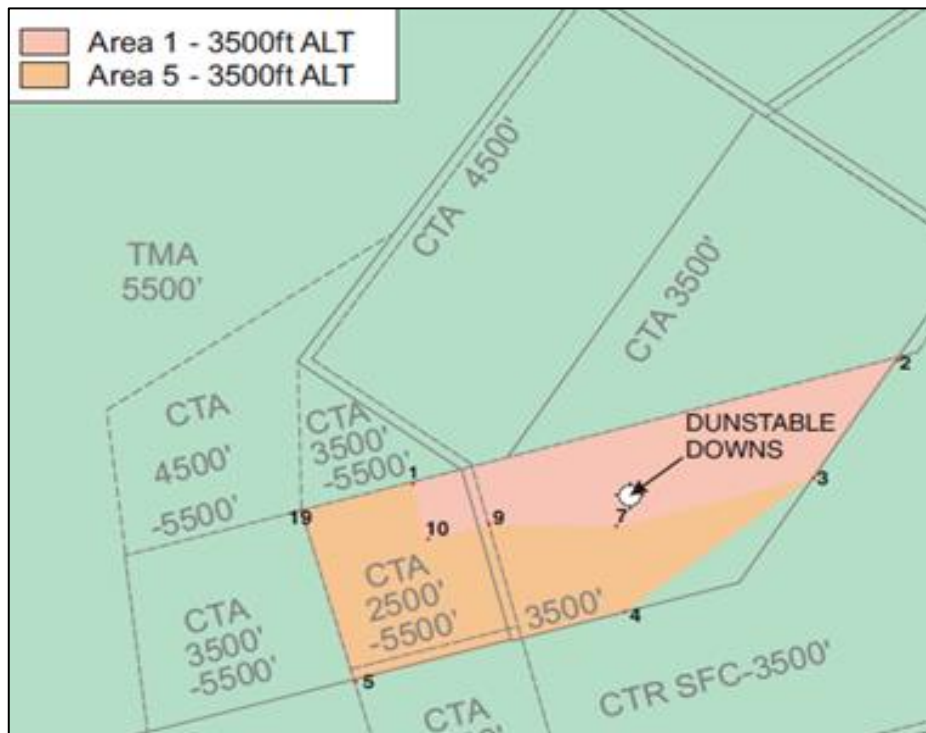 Area 1 - 3500ft ALT
Area 5 - 3500ft ALT
CTA 4500'
TMA
5500'
CTA 3500'
2
CTA
4500'
-5500'
CTA
3500'
-5500'
DUNSTABLE
DOWNS
1
3
19
10
9
7
CTA
2500'
-5500'
CTA
3500'
-5500'
3500'
4
5
CTR SFC-3500'
CTA